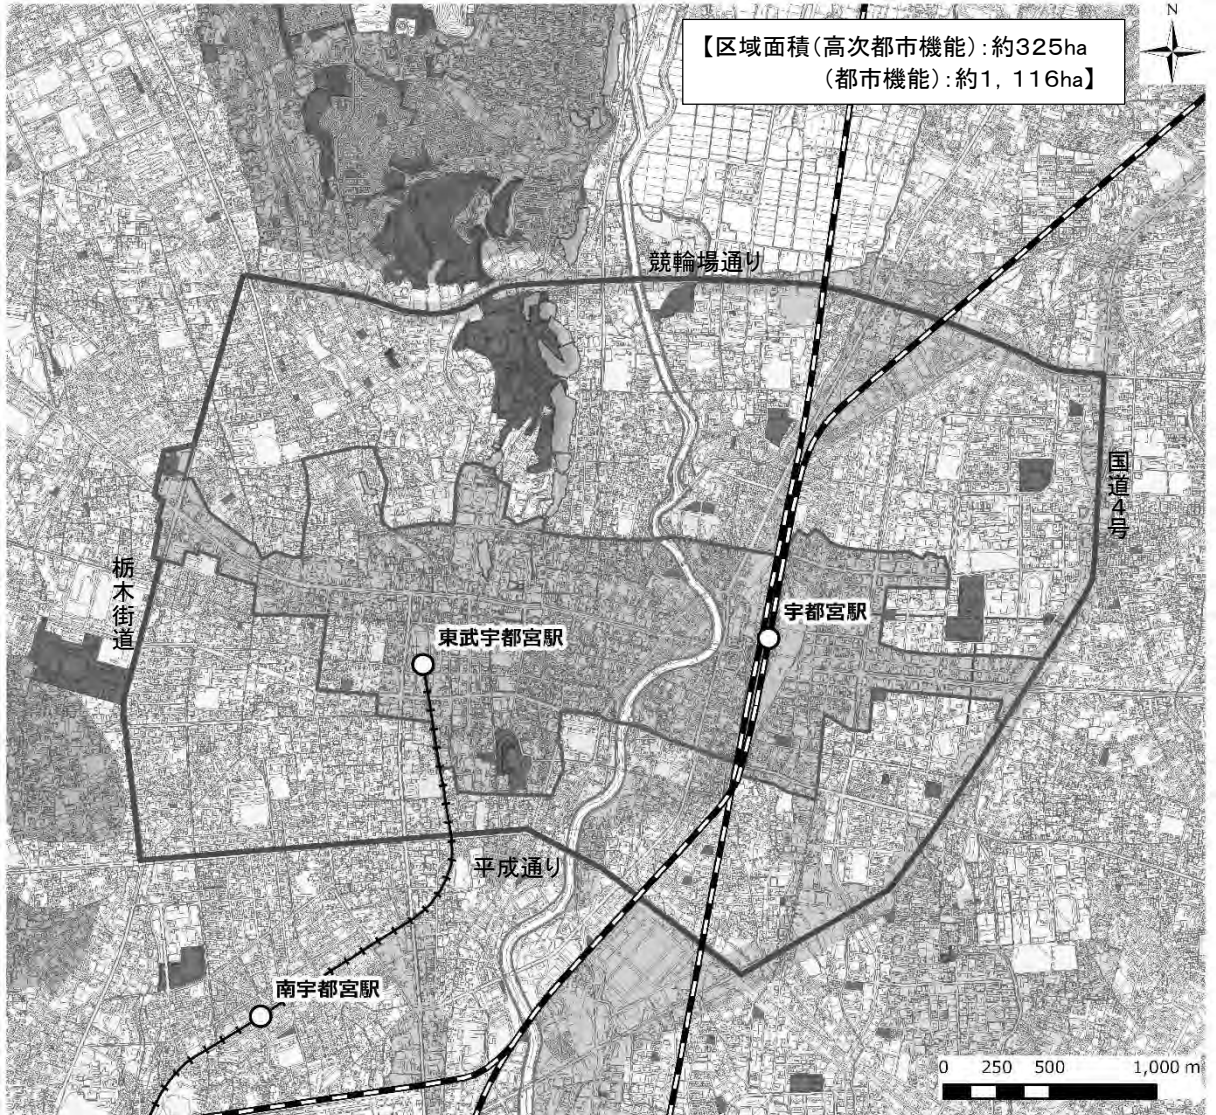 【区域面積(高次都市機能):約325ha
(都市機能):約1,116ha】
N
競輪場通り
国道4号
栃木街道
宇都宮駅
東武宇都宮駅
平成通り
南宇都宮駅
0 250 500 1,000 m